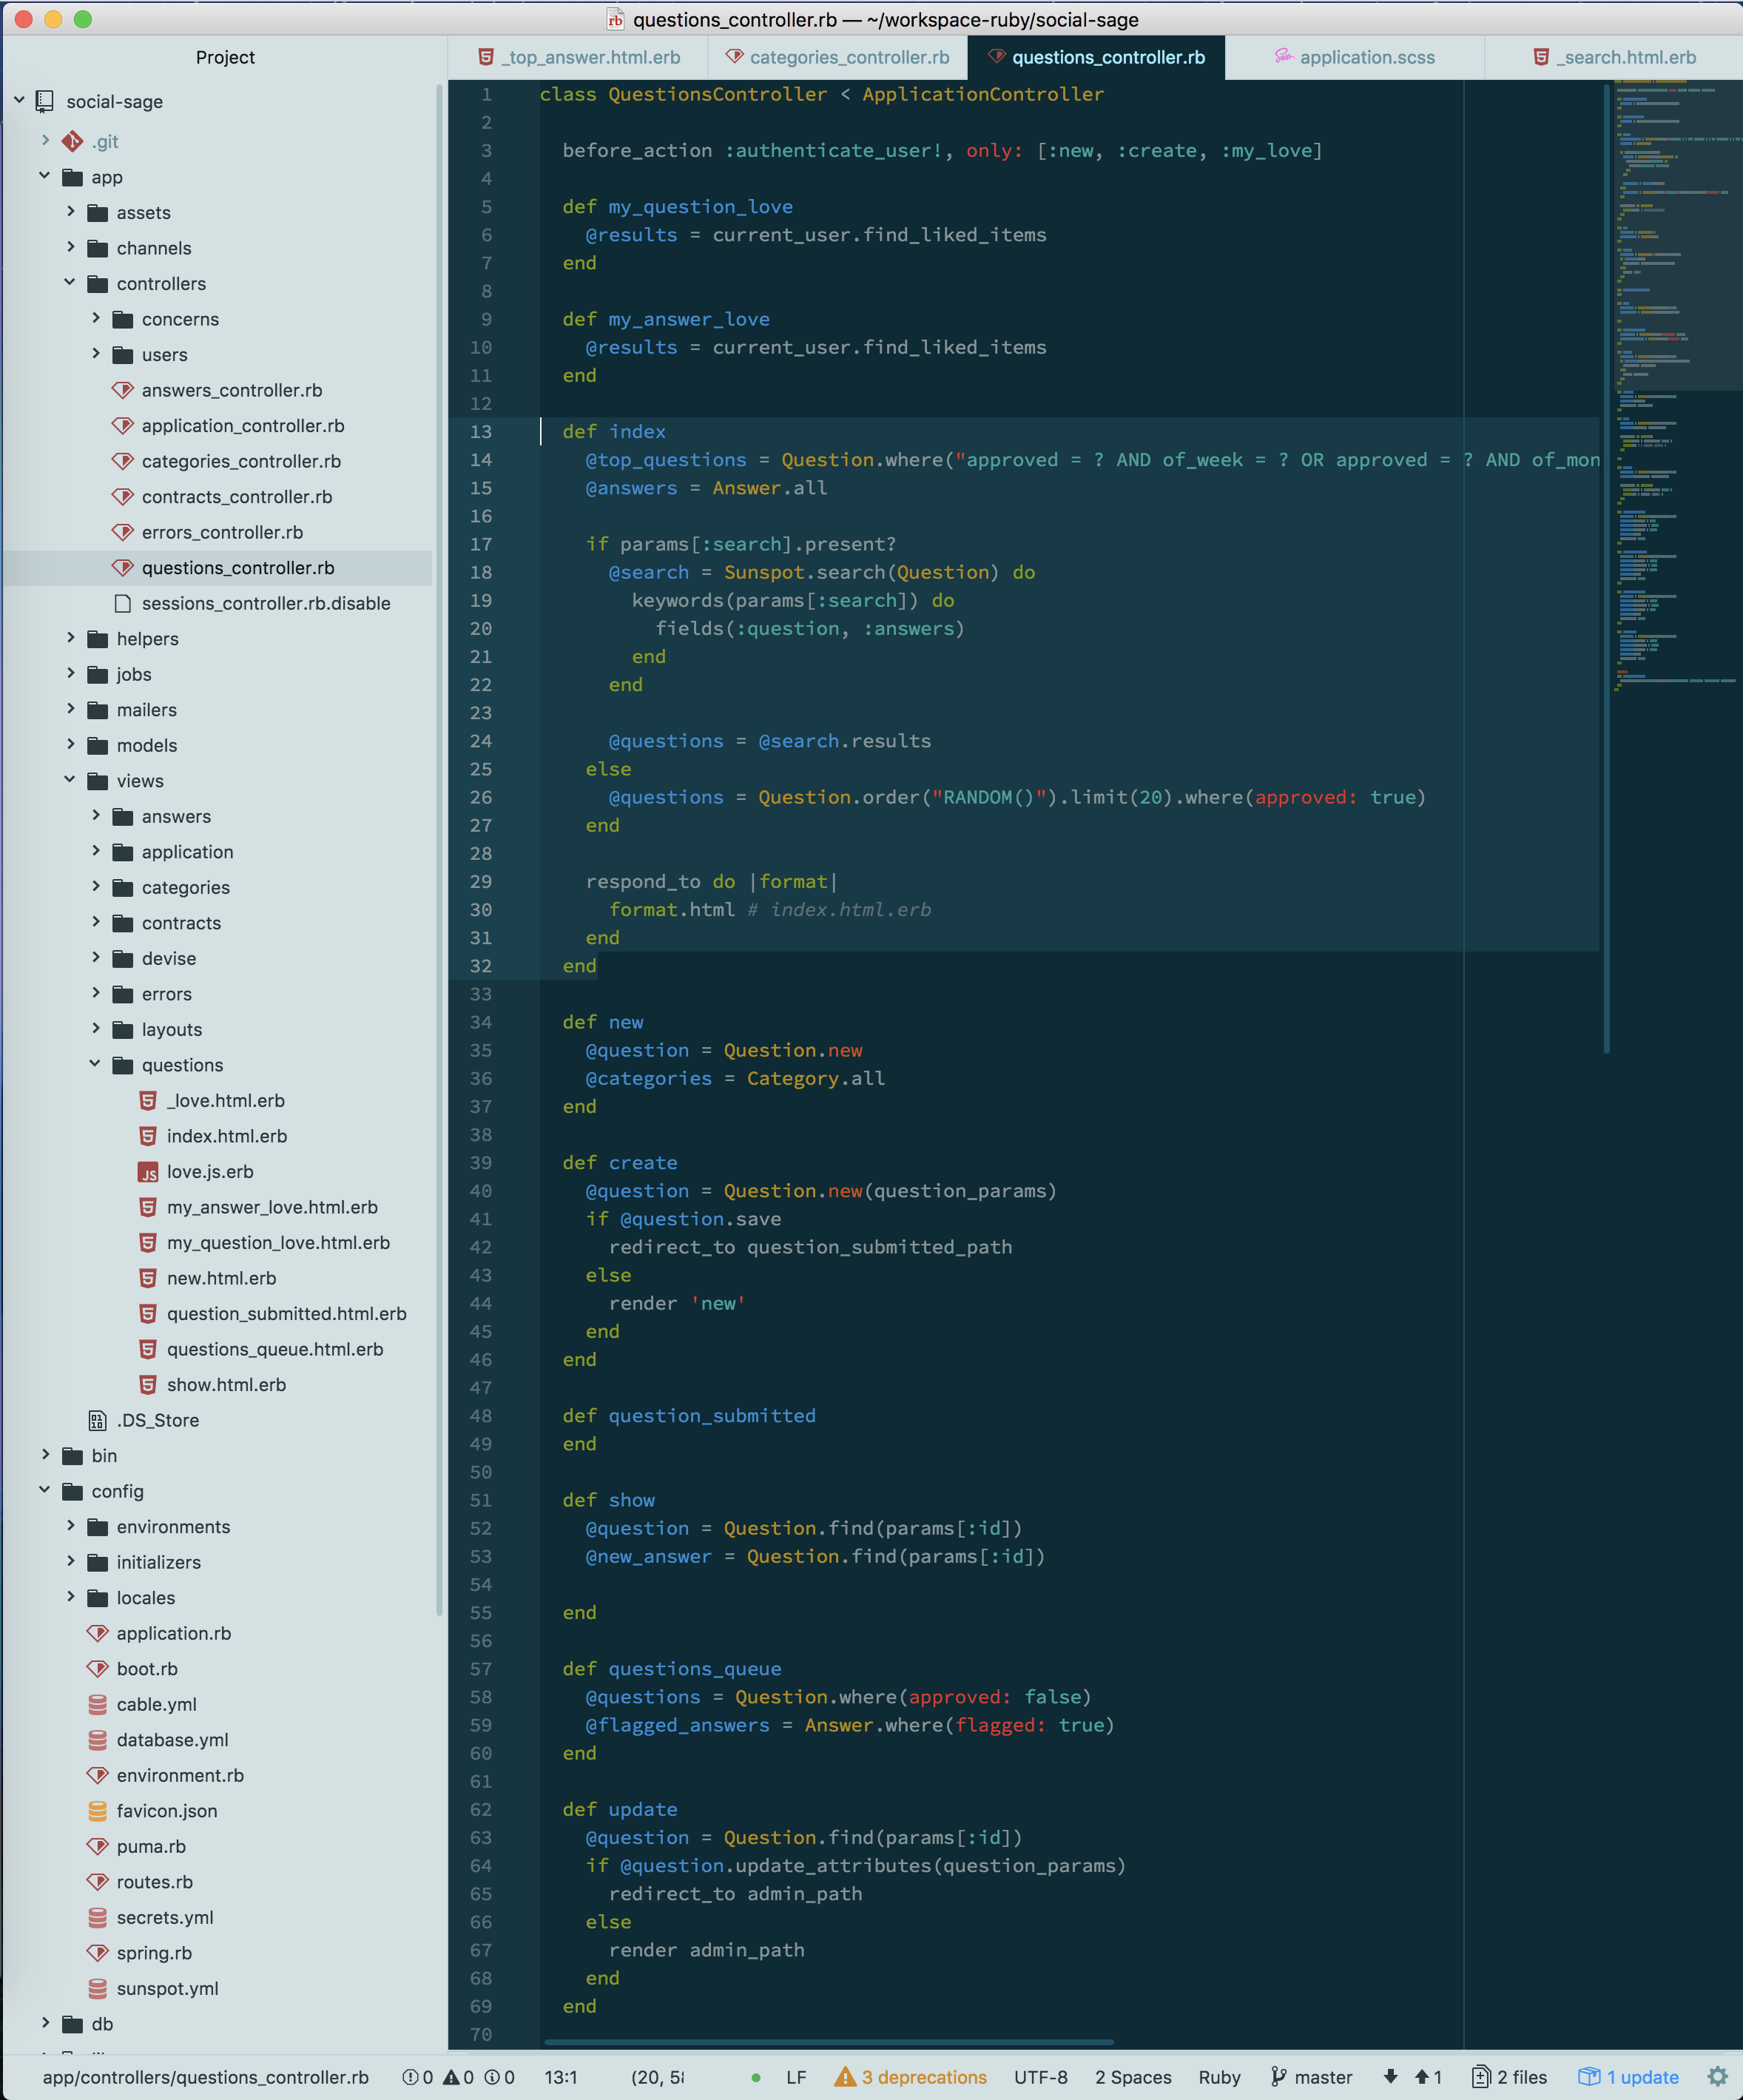 questions_controller.rb — ~/workspace-ruby/social-sage
Project
_top_answer.html.erb
categories_controller.rb
questions_controller.rb
application.scss
_search.html.erb
social-sage
.git
app
assets
channels
controllers
concerns
users
answers_controller.rb
application_controller.rb
categories_controller.rb
contracts_controller.rb
errors_controller.rb
questions_controller.rb
sessions_controller.rb.disable
helpers
jobs
mailers
models
views
answers
application
categories
contracts
devise
errors
layouts
questions
_love.html.erb
index.html.erb
love.js.erb
my_answer_love.html.erb
my_question_love.html.erb
new.html.erb
question_submitted.html.erb
questions_queue.html.erb
show.html.erb
.DS_Store
bin
config
environments
initializers
locales
application.rb
boot.rb
cable.yml
database.yml
environment.rb
favicon.json
puma.rb
routes.rb
secrets.yml
spring.rb
sunspot.yml
db
1 class QuestionsController < ApplicationController
2
3   before_action :authenticate_user!, only: [:new, :create, :my_love]
4
5   def my_question_love
6     @results = current_user.find_liked_items
7   end
8
9   def my_answer_love
10     @results = current_user.find_liked_items
11   end
12
13   def index
14     @top_questions = Question.where("approved = ? AND of_week = ? OR approved = ? AND of_mon
15     @answers = Answer.all
16
17     if params[:search].present?
18       @search = Sunspot.search(Question) do
19         keywords(params[:search]) do
20           fields(:question, :answers)
21         end
22       end
23
24       @questions = @search.results
25     else
26       @questions = Question.order("RANDOM()").limit(20).where(approved: true)
27     end
28
29     respond_to do |format|
30       format.html # index.html.erb
31     end
32   end
33
34   def new
35     @question = Question.new
36     @categories = Category.all
37   end
38
39   def create
40     @question = Question.new(question_params)
41     if @question.save
42       redirect_to question_submitted_path
43     else
44       render 'new'
45     end
46   end
47
48   def question_submitted
49   end
50
51   def show
52     @question = Question.find(params[:id])
53     @new_answer = Question.find(params[:id])
54
55   end
56
57   def questions_queue
58     @questions = Question.where(approved: false)
59     @flagged_answers = Answer.where(flagged: true)
60   end
61
62   def update
63     @question = Question.find(params[:id])
64     if @question.update_attributes(question_params)
65       redirect_to admin_path
66     else
67       render admin_path
68     end
69   end
70
app/controllers/questions_controller.rb 0 0 0 13:1 (20, LF 3 deprecations UTF-8 2 Spaces Ruby master 1 2 files 1 update